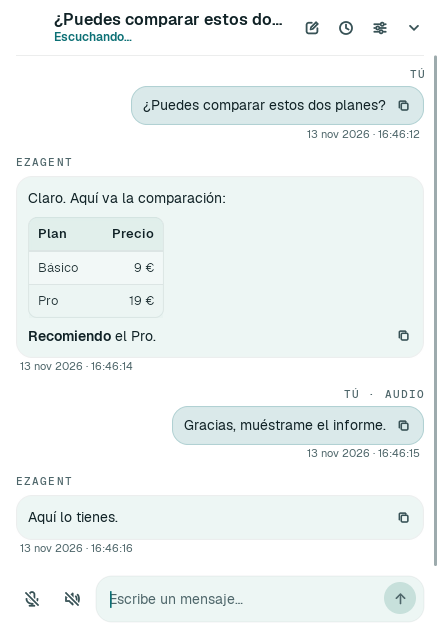 ¿Puedes comparar estos do...
Escuchando...
TÚ
¿Puedes comparar estos dos planes?
13 nov 2026 · 16:46:12
EZAGENT
Claro. Aquí va la comparación:
Plan Precio
Básico 9 €
Pro 19 €
Recomiendo el Pro.
13 nov 2026 · 16:46:14
TÚ · AUDIO
Gracias, muéstrame el informe.
13 nov 2026 · 16:46:15
EZAGENT
Aquí lo tienes.
13 nov 2026 · 16:46:16
Escribe un mensaje...